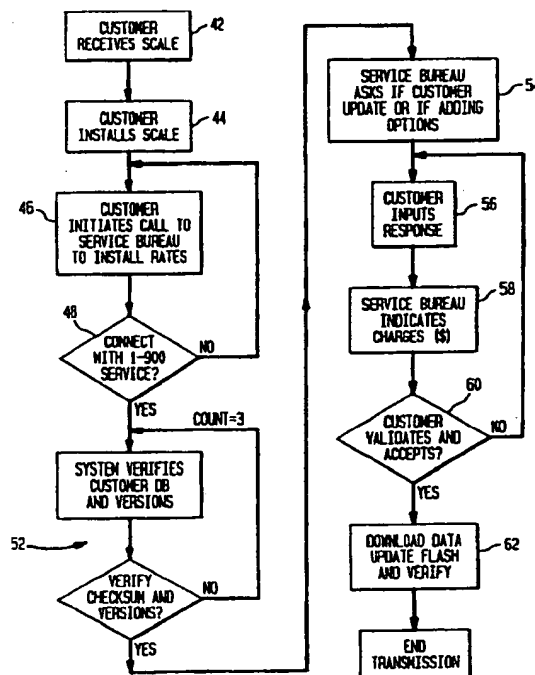 CUSTOMER
RECEIVES SCALE
42
CUSTOMER
INSTALLS SCALE
44
46
CUSTOMER
INITIATES CALL TO
SERVICE BUREAU
TO INSTALL RATES
48
CONNECT
WITH 1-900
SERVICE?
NO
YES
COUNT=3
SYSTEM VERIFIES
CUSTOMER DB
AND VERSIONS
52
VERIFY
CHECKSUM AND
VERSIONS?
NO
YES
SERVICE BUREAU
ASKS IF CUSTOMER
UPDATE OR IF ADDING
OPTIONS
54
CUSTOMER
INPUTS
RESPONSE
56
SERVICE BUREAU
INDICATES
CHARGES ($)
58
60
CUSTOMER
VALIDATES AND
ACCEPTS?
NO
YES
DOWNLOAD DATA
UPDATE FLASH
AND VERIFY
62
END
TRANSMISSION